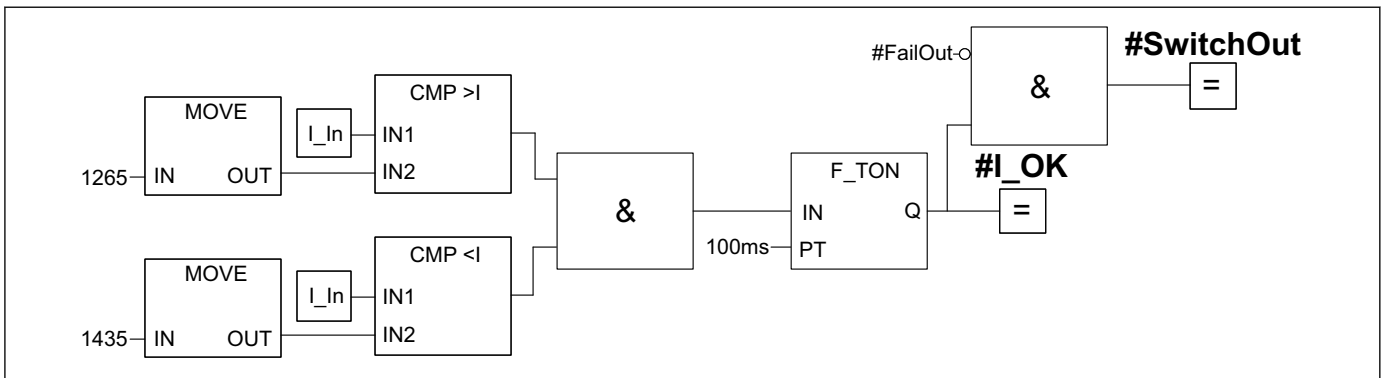 #FailOut
&
#SwitchOut
=
MOVE
1265
IN
OUT
I_In
CMP >I
IN1
IN2
&
F_TON
IN
Q
100ms
PT
#I_OK
=
MOVE
1435
IN
OUT
I_In
CMP <I
IN1
IN2